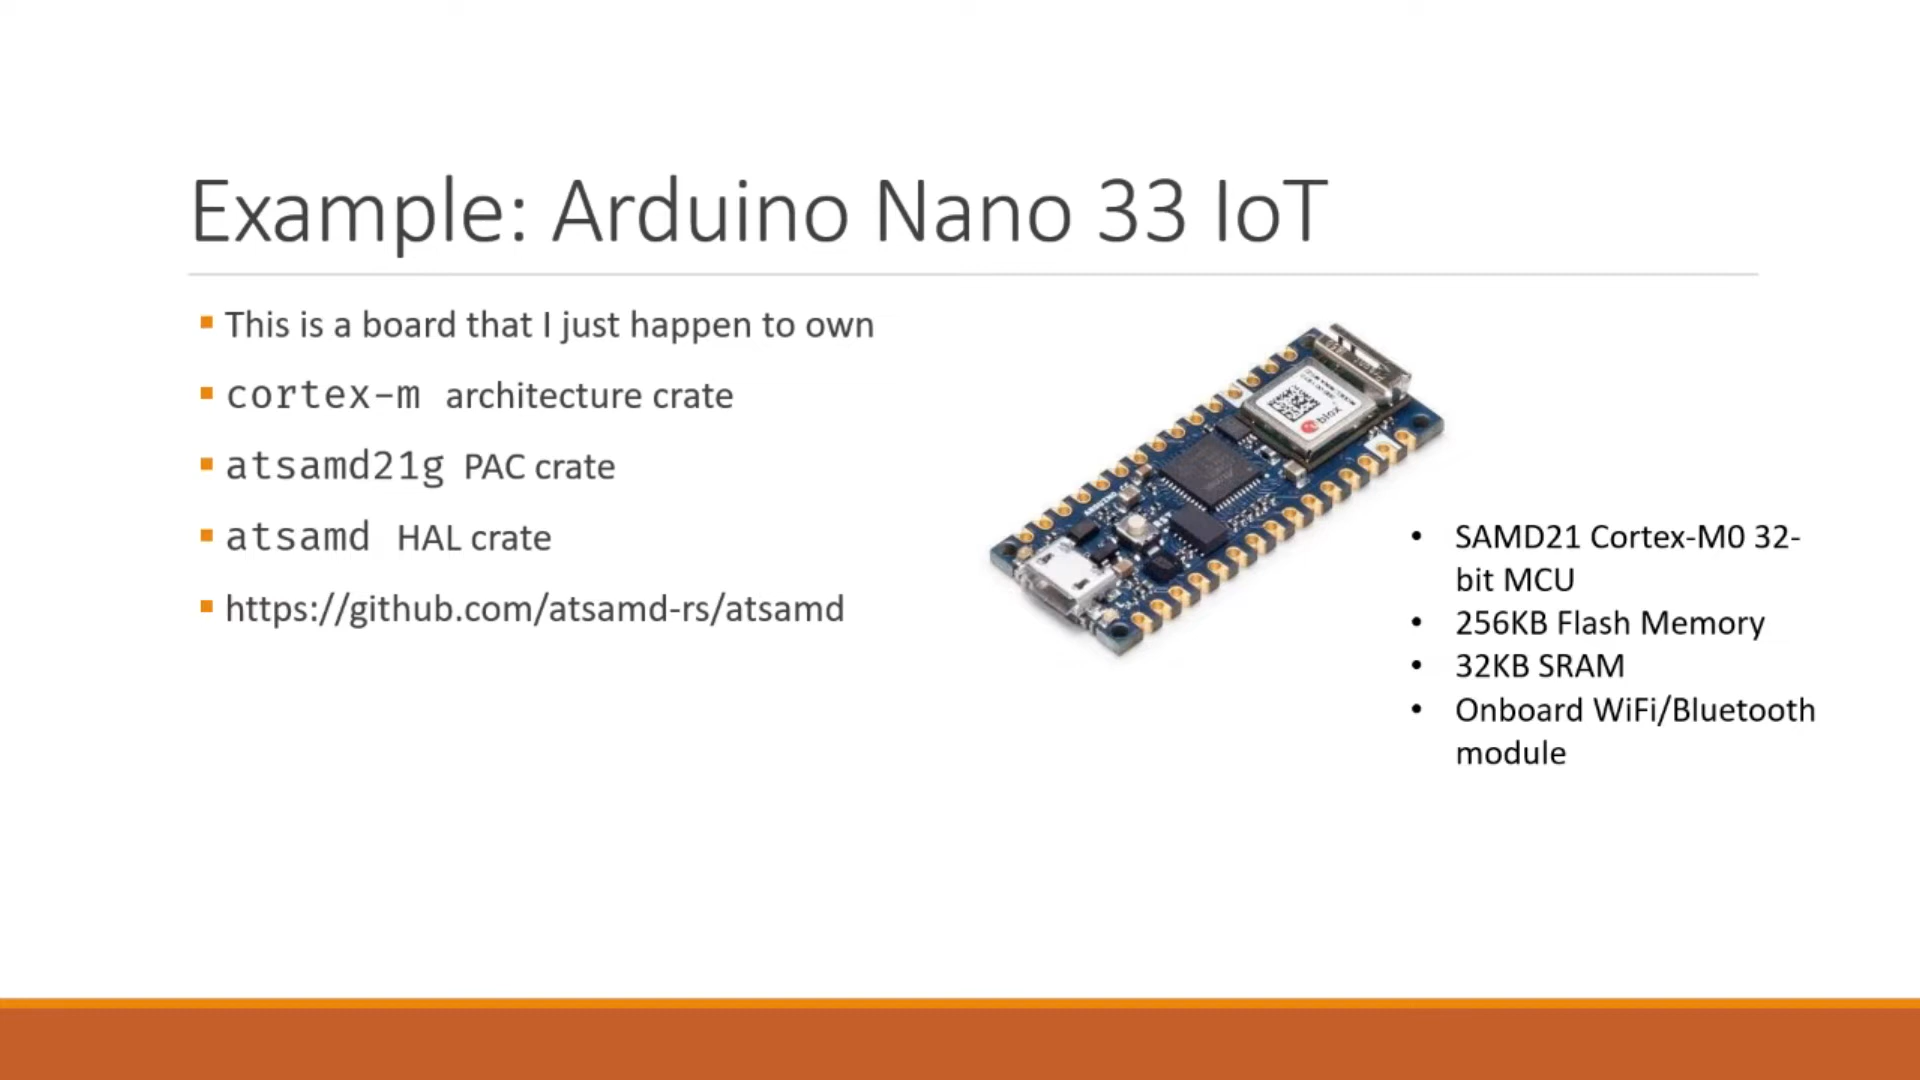 Example: Arduino Nano 33 IoT
This is a board that I just happen to own
cortex-m architecture crate
atsamd21g PAC crate
atsamd HAL crate
https://github.com/atsamd-rs/atsamd
SAMD21 Cortex-M0 32-
bit MCU
256KB Flash Memory
32KB SRAM
Onboard WiFi/Bluetooth
module
blox